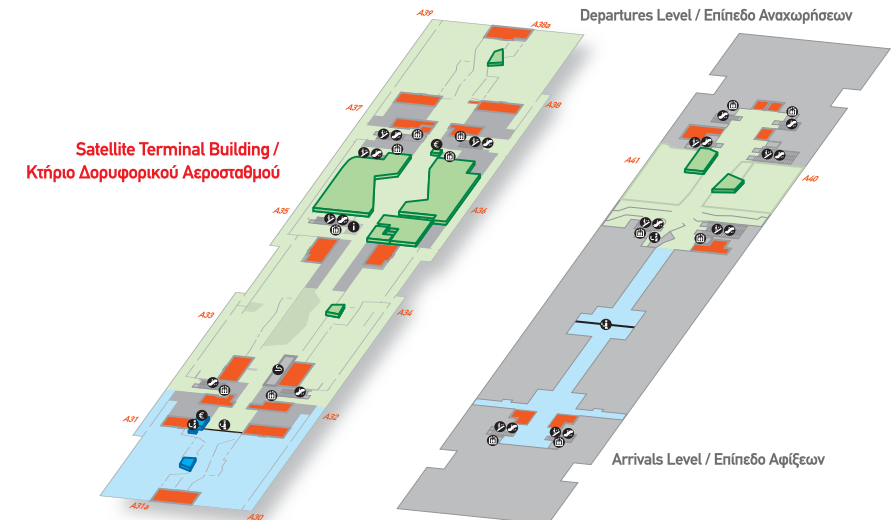 A39
Departures Level / Επίπεδο Αναχωρήσεων
A38a
A37
A38
Satellite Terminal Building /
Κτήριο Δορυφορικού Αεροσταθμού
€
A41
A40
A35
A36
i
A33
A34
A31
€
A32
Arrivals Level / Επίπεδο Αφίξεων
A31a
A30